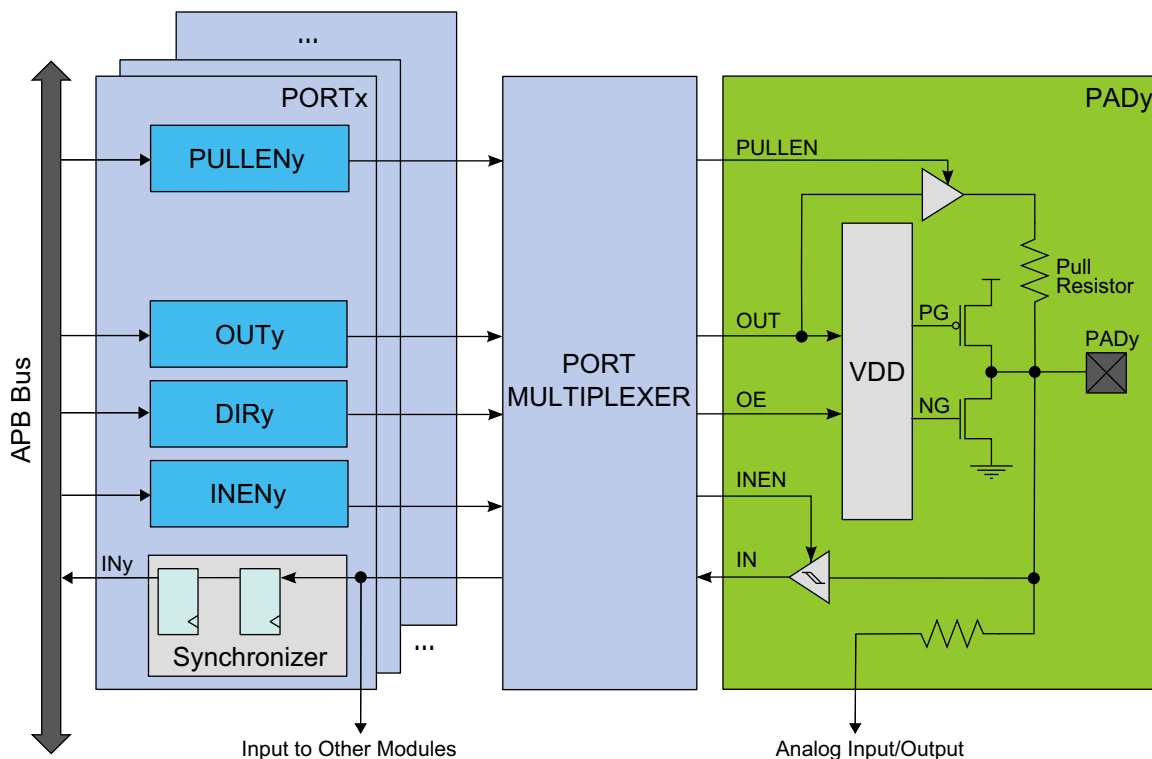 ...
PORTx
PADy
PULLENy
PULLEN
Pull
Resistor
OUTy
OUT
PG
PADy
APB Bus
PORT
MULTIPLEXER
VDD
DIRy
OE
NG
INENy
INEN
INy
IN
Synchronizer
...
Input to Other Modules
Analog Input/Output